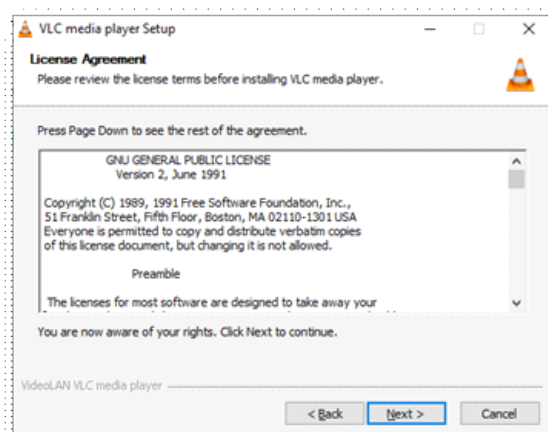 VLC media player Setup
License Agreement
Please review the license terms before installing VLC media player.
Press Page Down to see the rest of the agreement.
GNU GENERAL PUBLIC LICENSE
Version 2, June 1991
Copyright (C) 1989, 1991 Free Software Foundation, Inc.,
51 Franklin Street, Fifth Floor, Boston, MA 02110-1301 USA
Everyone is permitted to copy and distribute verbatim copies
of this license document, but changing it is not allowed.
Preamble
The licenses for most software are designed to take away your
You are now aware of your rights. Click Next to continue.
VideoLAN VLC media player
< Back Next > Cancel